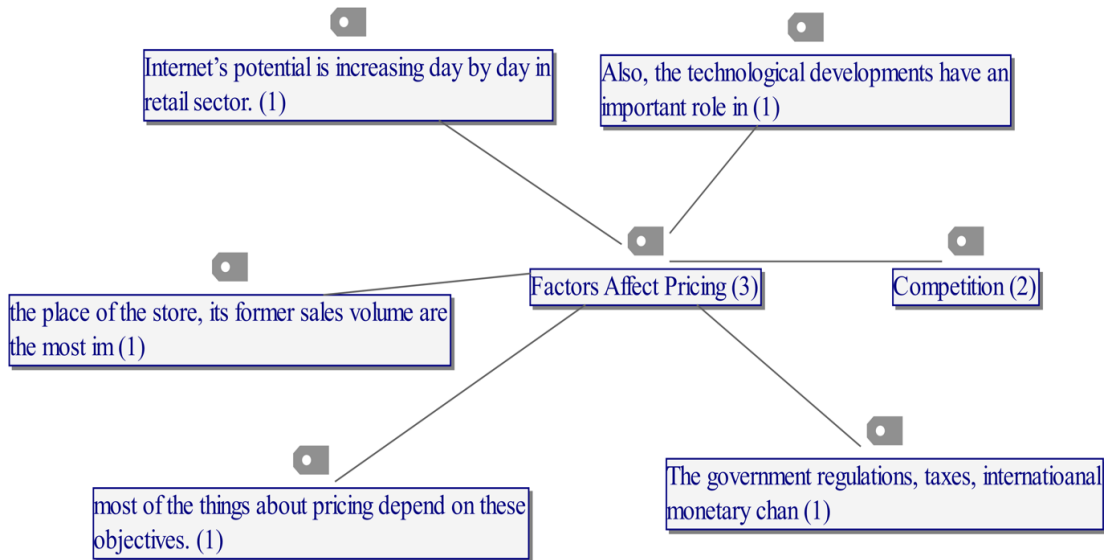 Internet's potential is increasing day by day in
retail sector. (1)
Also, the technological developments have an
important role in (1)
Factors Affect Pricing (3)
Competition (2)
the place of the store, its former sales volume are
the most im (1)
most of the things about pricing depend on these
objectives. (1)
The government regulations, taxes, internatioanal
monetary chan (1)